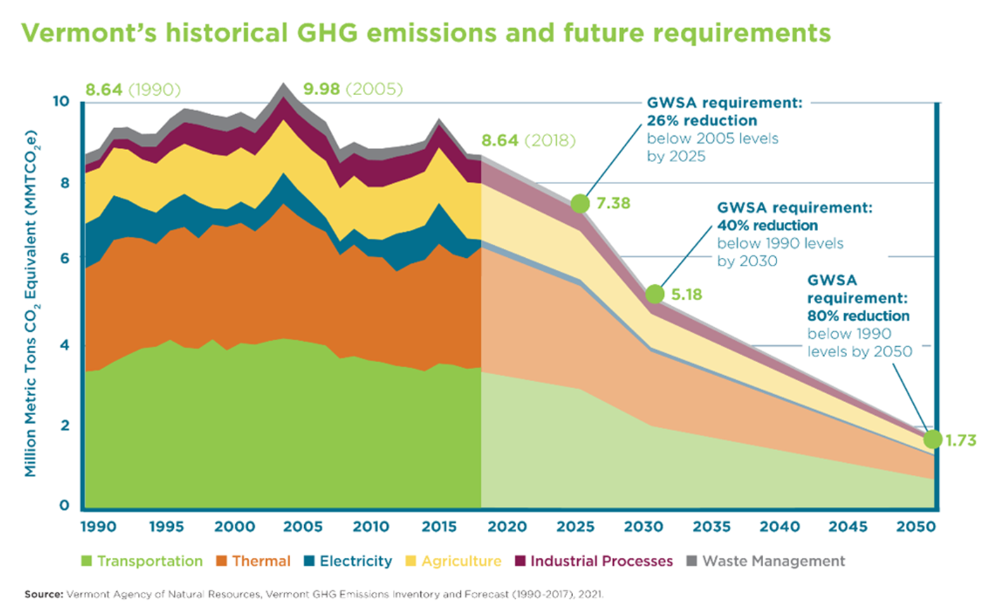 Vermont's historical GHG emissions and future requirements
8.64 (1990)
9.98 (2005)
8.64 (2018)
GWSA requirement:
26% reduction
below 2005 levels
by 2025
7.38
GWSA requirement:
40% reduction
below 1990 levels
by 2030
5.18
GWSA
requirement:
80% reduction
below 1990
levels by 2050
1.73
Million Metric Tons CO2 Equivalent (MMTCO2e)
10
8
6
4
2
0
1990 1995 2000 2005 2010 2015 2020 2025 2030 2035 2040 2045 2050
Transportation Thermal Electricity Agriculture Industrial Processes Waste Management
Source: Vermont Agency of Natural Resources, Vermont GHG Emissions Inventory and Forecast (1990-2017), 2021.